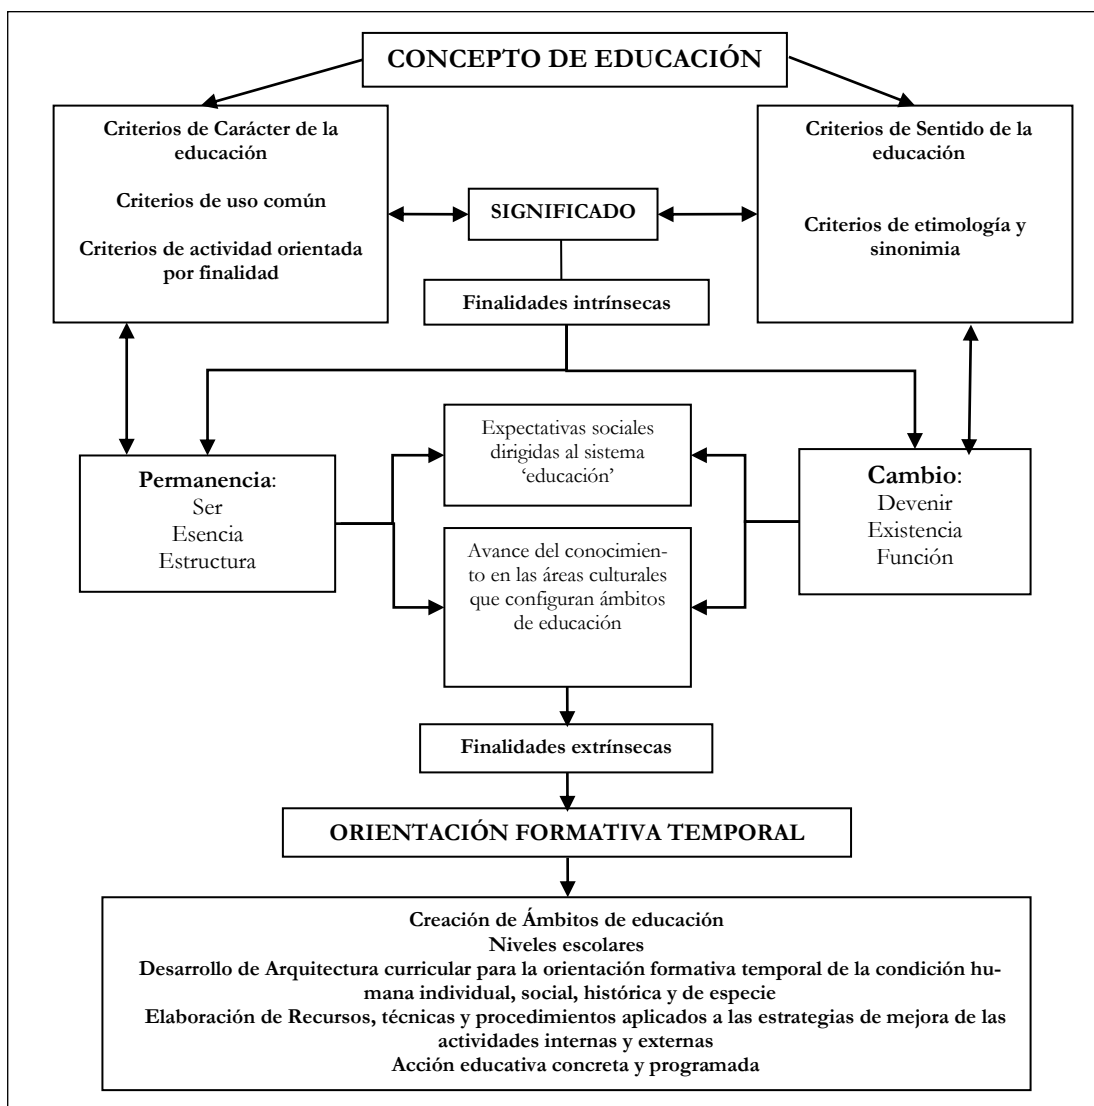 CONCEPTO DE EDUCACIÓN
Criterios de Carácter de la
educación
Criterios de uso común
Criterios de actividad orientada
por finalidad
SIGNIFICADO
Criterios de Sentido de la
educación
Criterios de etimología y
sinonimia
Finalidades intrínsecas
Permanencia:
Ser
Esencia
Estructura
Expectativas sociales
dirigidas al sistema
‘educación’
Avance del conocimien-
to en las áreas culturales
que configuran ámbitos
de educación
Cambio:
Devenir
Existencia
Función
Finalidades extrínsecas
ORIENTACIÓN FORMATIVA TEMPORAL
Creación de Ámbitos de educación
Niveles escolares
Desarrollo de Arquitectura curricular para la orientación formativa temporal de la condición hu-
mana individual, social, histórica y de especie
Elaboración de Recursos, técnicas y procedimientos aplicados a las estrategias de mejora de las
actividades internas y externas
Acción educativa concreta y programada